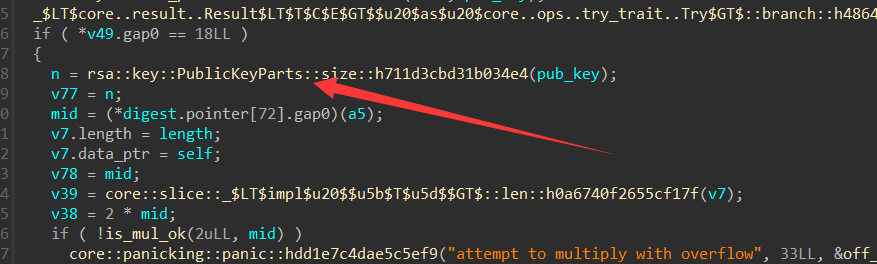 5 _$LT$core..result..Result$LT$T$C$E$GT$$u20$as$u20$core..ops..try_trait..Try$GT$::branch::h4864
6 if ( *v49.gap0 == 18LL )
7 {
8 n = rsa::key::PublicKeyParts::size::h711d3cbd31b034e4(pub_key);
9 v77 = n;
0 mid = (*digest.pointer[72].gap0)(a5);
1 v7.length = length;
2 v7.data_ptr = self;
3 v78 = mid;
4 v39 = core::slice::_$LT$impl$u20$$u5b$T$u5d$$GT$::len::h0a6740f2655cf17f(v7);
5 v38 = 2 * mid;
6 if ( !is_mul_ok(2uLL, mid) )
7 core::panicking::panic::hdd1e7c4dae5c5ef9("attempt to multiply with overflow", 33LL, &off_